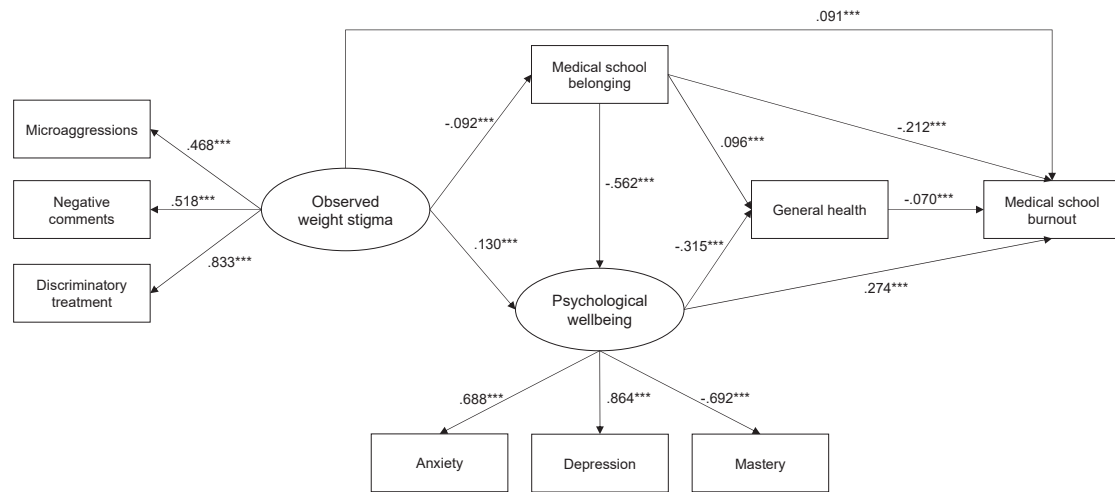 .091***
Medical school
belonging
Microaggressions
-.092***
-.212***
.468***
.096***
Negative
comments
.518***
Observed
weight stigma
-.562***
General health
-.070***
Medical school
burnout
.130***
-.315***
.833***
Discriminatory
treatment
.274***
Psychological
wellbeing
.688***
.864***
-.692***
Anxiety
Depression
Mastery